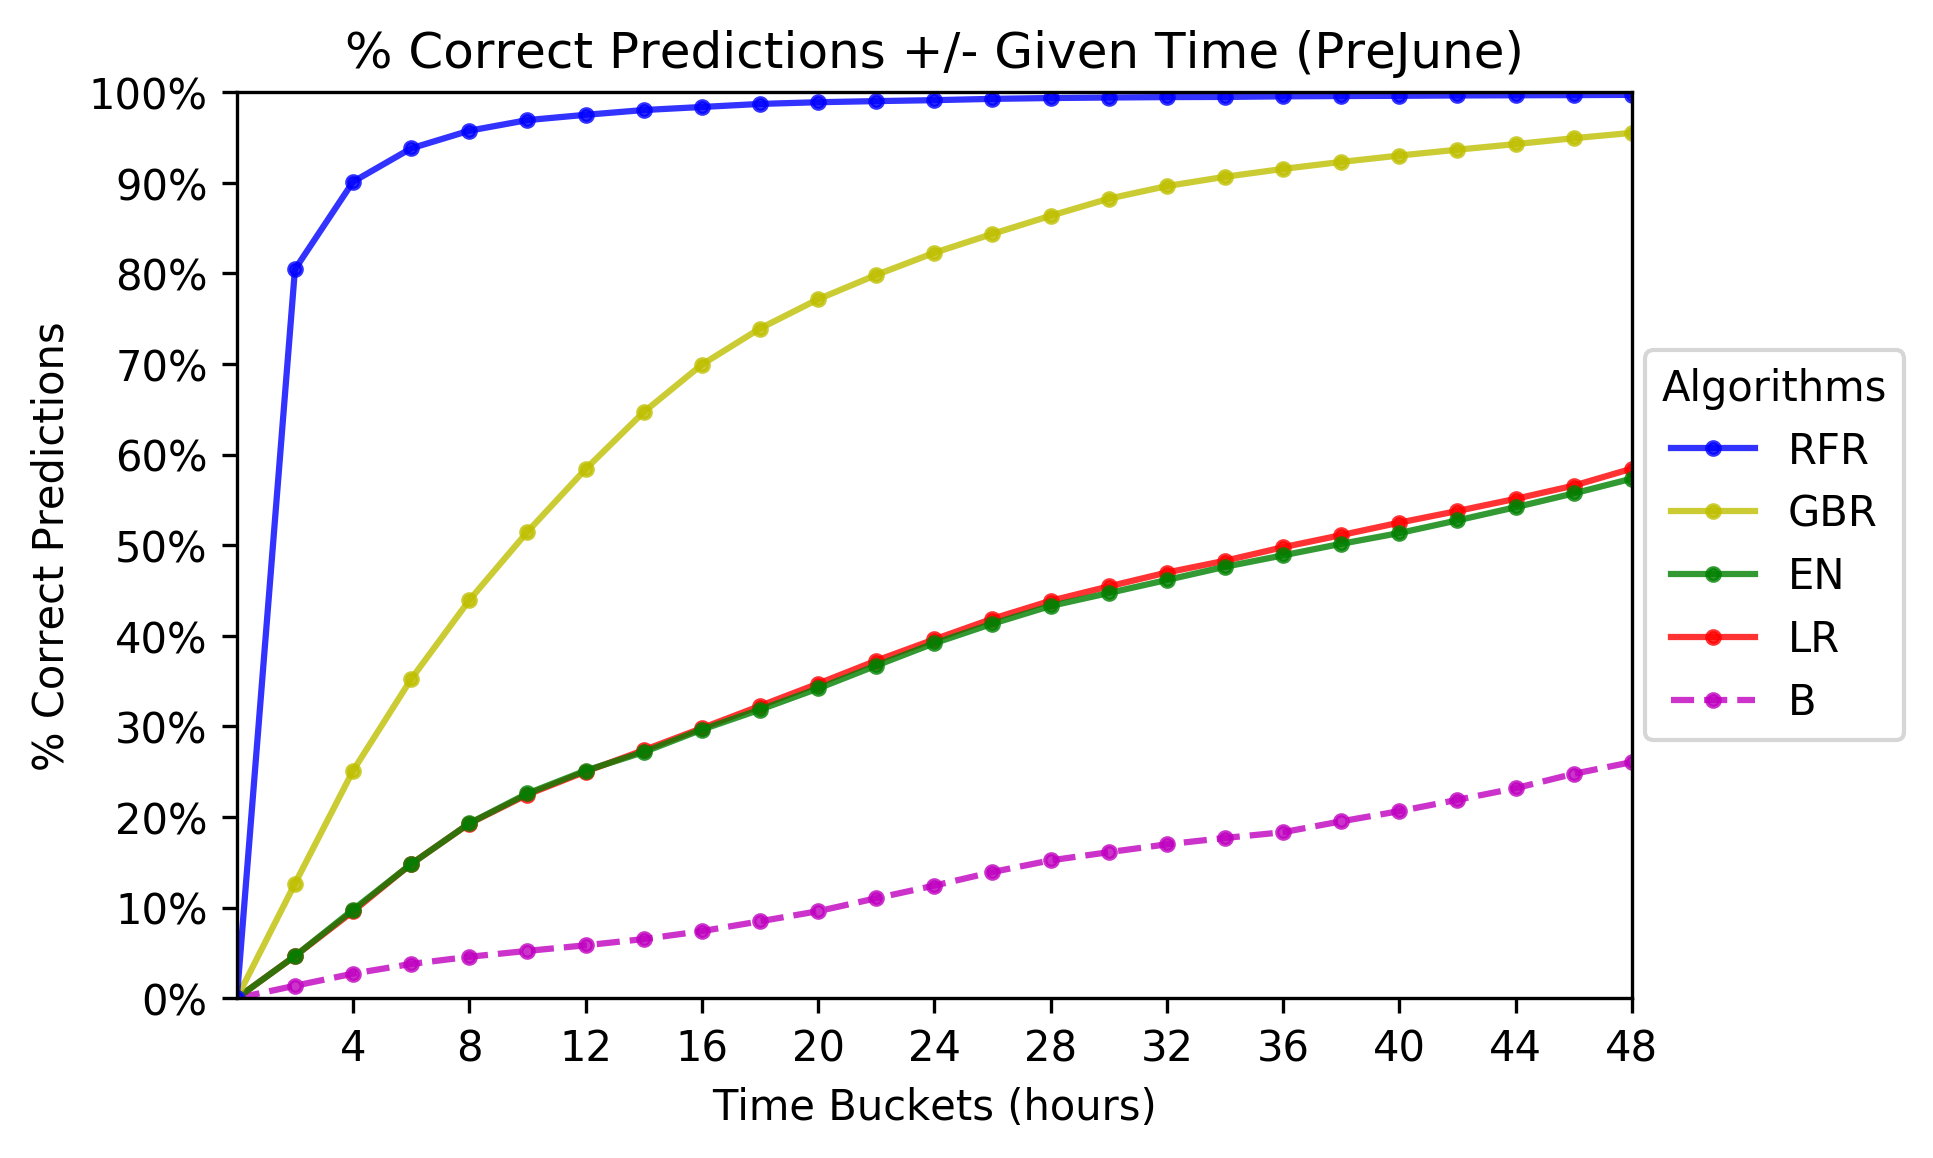 % Correct Predictions +/- Given Time (PreJune)
100%
90%
80%
70%
60%
50%
40%
30%
20%
10%
0%
% Correct Predictions
4 8 12 16 20 24 28 32 36 40 44 48
Time Buckets (hours)
Algorithms
RFR
GBR
EN
LR
B